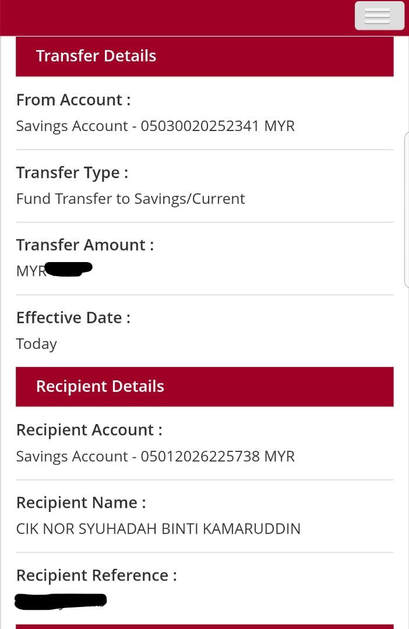 Transfer Details
From Account :
Savings Account - 05030020252341 MYR
Transfer Type :
Fund Transfer to Savings/Current
Transfer Amount :
MYR
Effective Date :
Today
Recipient Details
Recipient Account :
Savings Account - 05012026225738 MYR
Recipient Name :
CIK NOR SYUHADAH BINTI KAMARUDDIN
Recipient Reference :